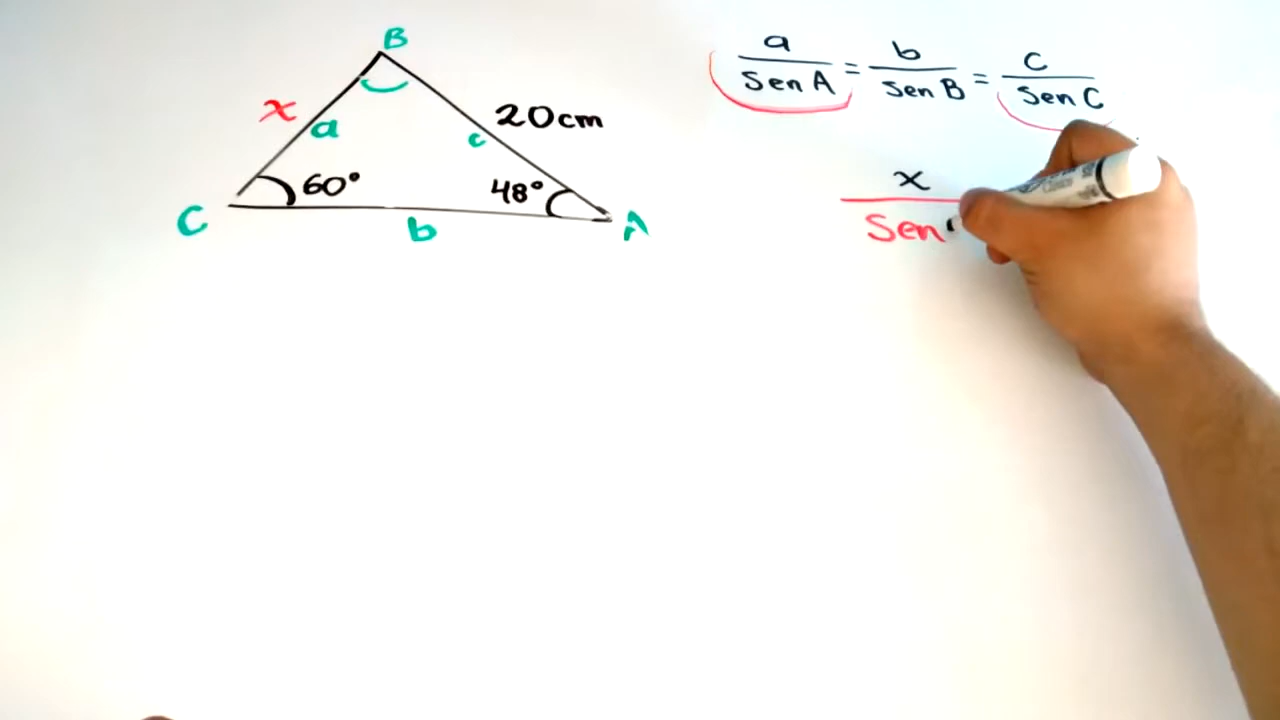 B
x a
20cm
c
60°
48°
C
b
A
a/Sen A = b/Sen B = c/Sen C
x
Sen